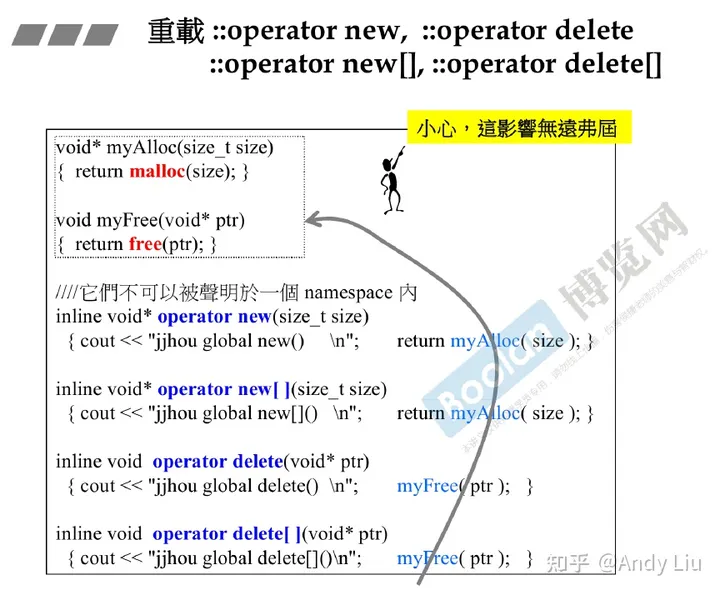 重載 ::operator new, ::operator delete
::operator new[], ::operator delete[]
小心，這影響無遠弗屆
void* myAlloc(size_t size)
{ return malloc(size); }
void myFree(void* ptr)
{ return free(ptr); }
////它們不可以被聲明於一個 namespace 內
inline void* operator new(size_t size)
{ cout << "jjhou global new() \n"; return myAlloc( size ); }
inline void* operator new[ ](size_t size)
{ cout << "jjhou global new[]() \n"; return myAlloc( size ); }
inline void operator delete(void* ptr)
{ cout << "jjhou global delete() \n"; myFree( ptr ); }
inline void operator delete[ ](void* ptr)
{ cout << "jjhou global delete[]()\n"; myFree( ptr ); }
Boolan
博览网
知乎 @Andy Liu